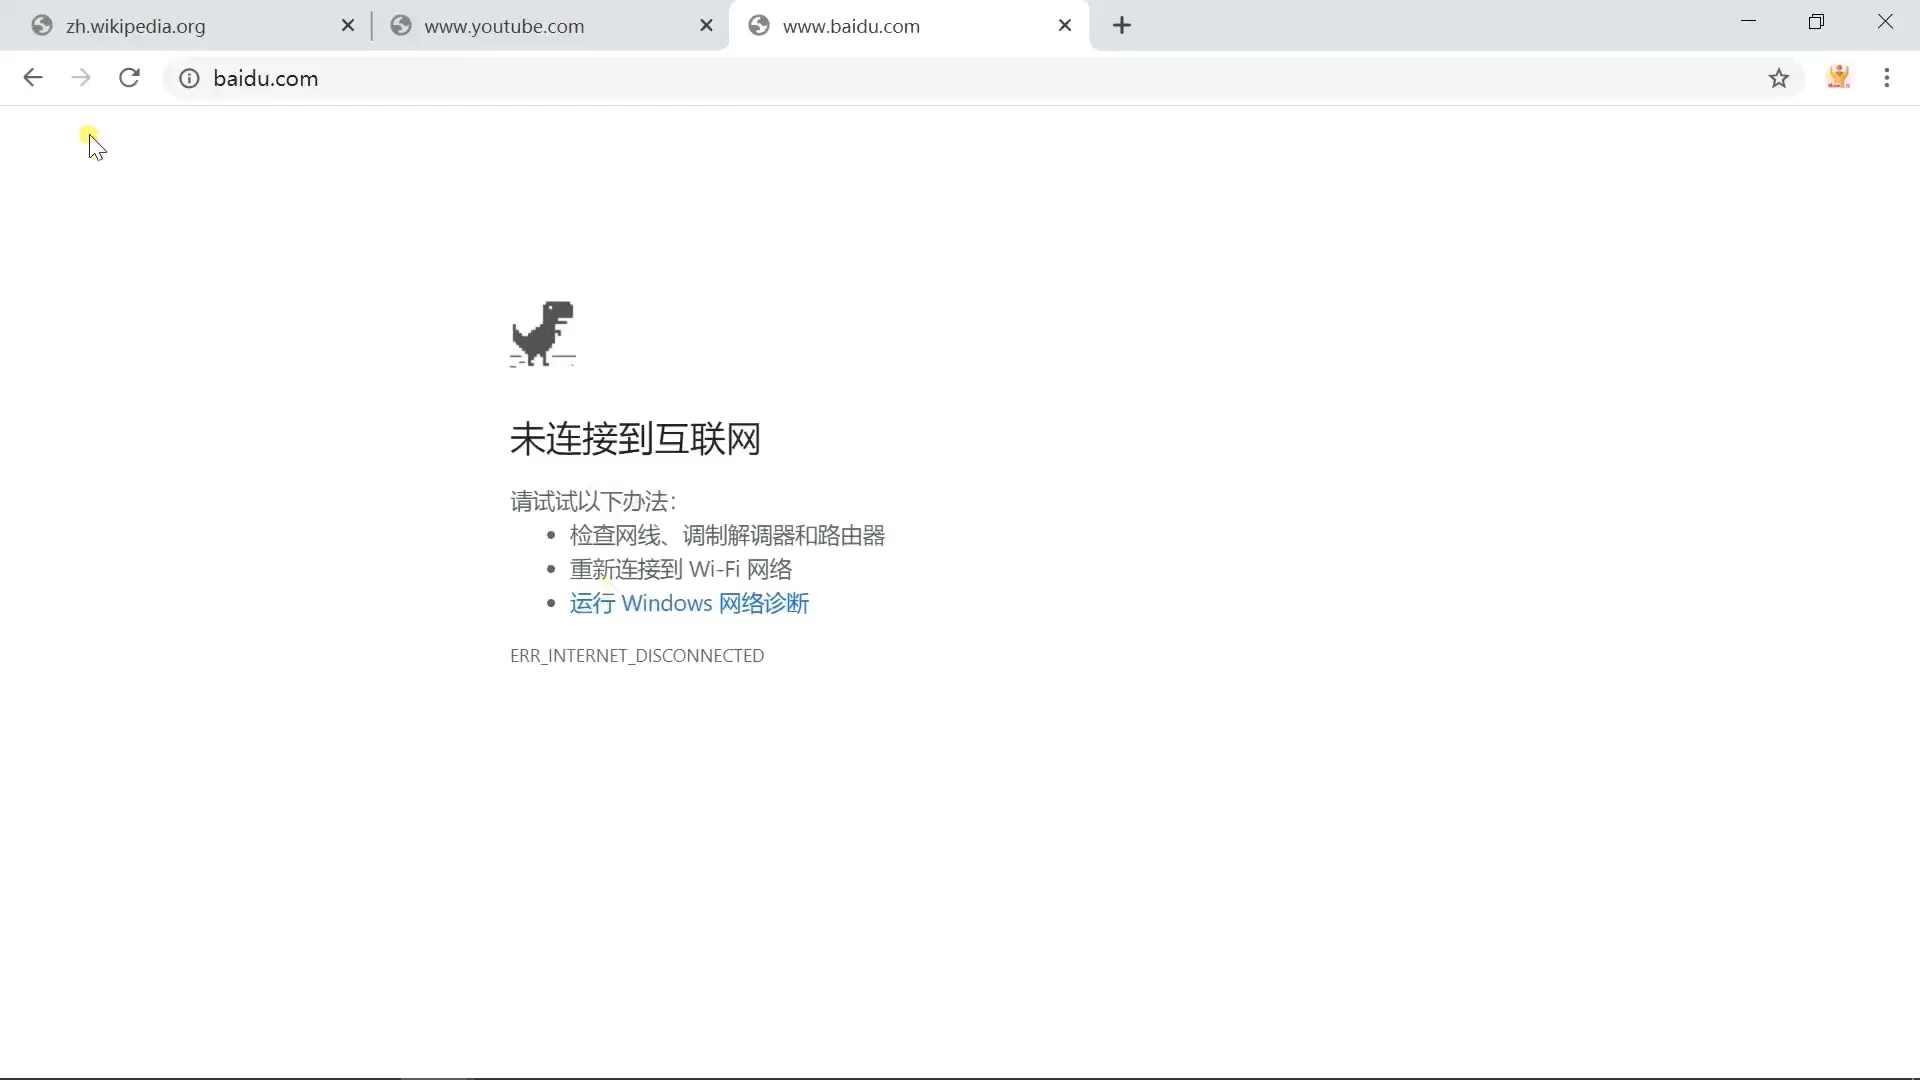 zh.wikipedia.org
www.youtube.com
www.baidu.com
baidu.com
未连接到互联网
请试试以下办法：
检查网线、调制解调器和路由器
重新连接到 Wi-Fi 网络
运行 Windows 网络诊断
ERR_INTERNET_DISCONNECTED